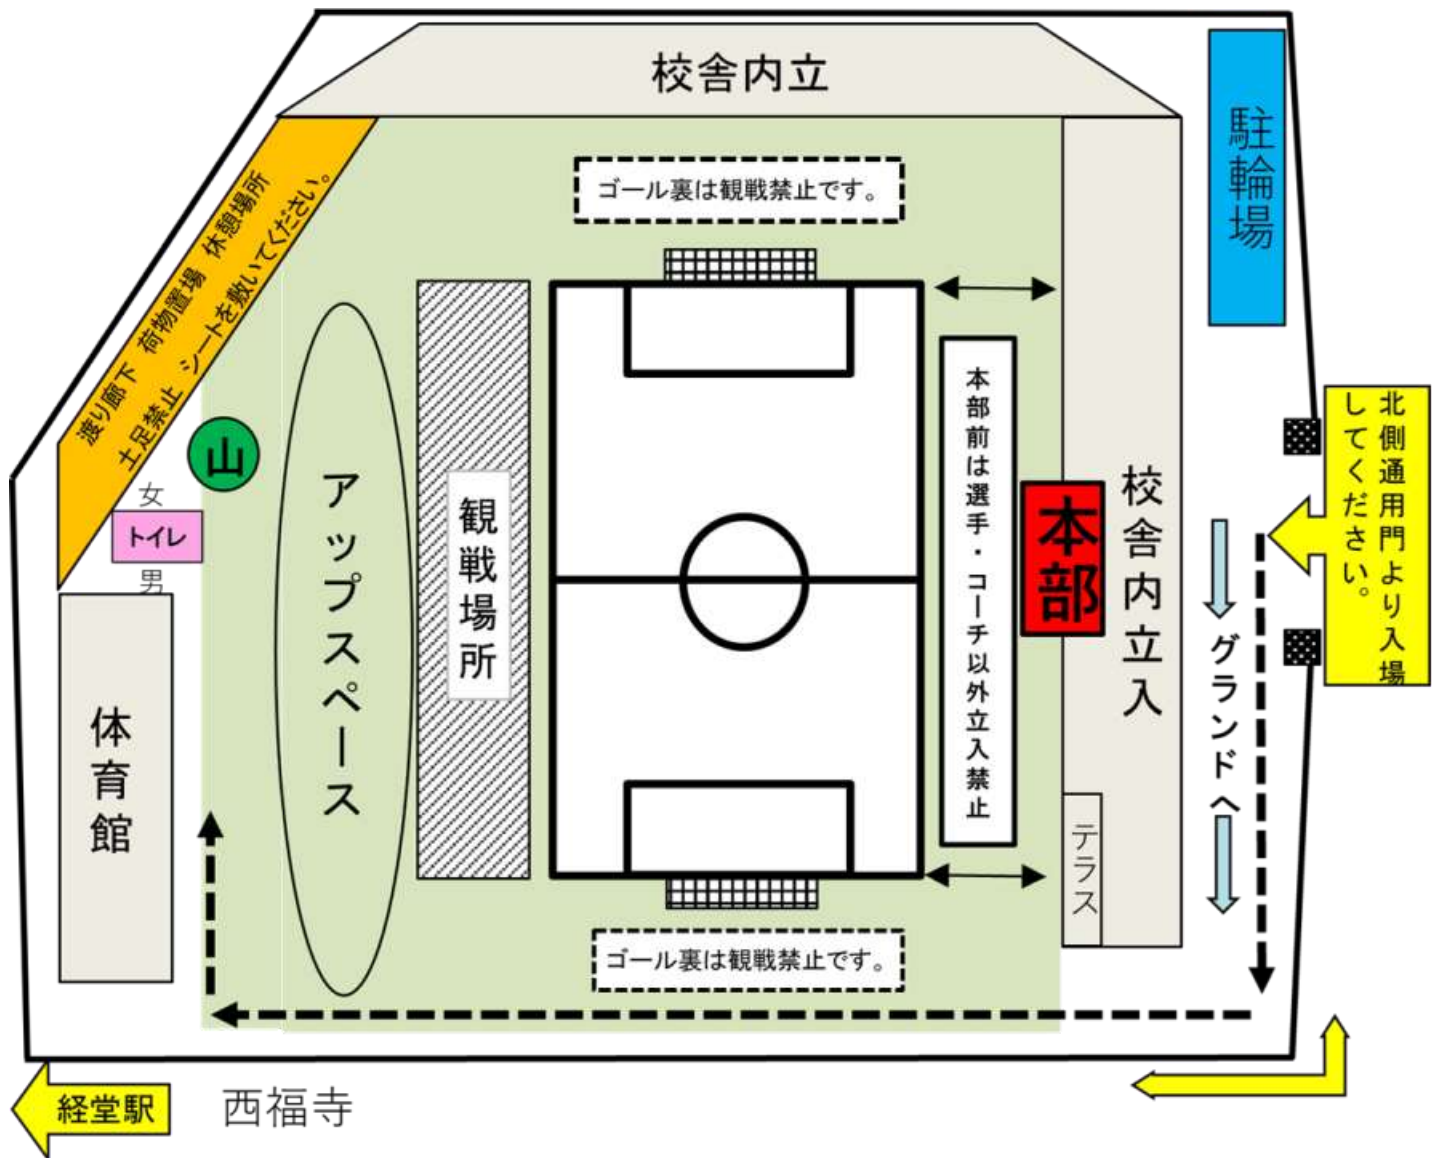 校舎内立
駐輪場
ゴール裏は観戦禁止です。
渡り廊下 荷物置場 休憩場所
土足禁止 シートを敷いてください。
山
女
トイレ
男
体育館
アップスペース
観戦場所
本部前は選手・コーチ以外立入禁止
本部
校舎内立入
テラス
グランドへ
北側通用門より入場
してください。
ゴール裏は観戦禁止です。
経堂駅
西福寺